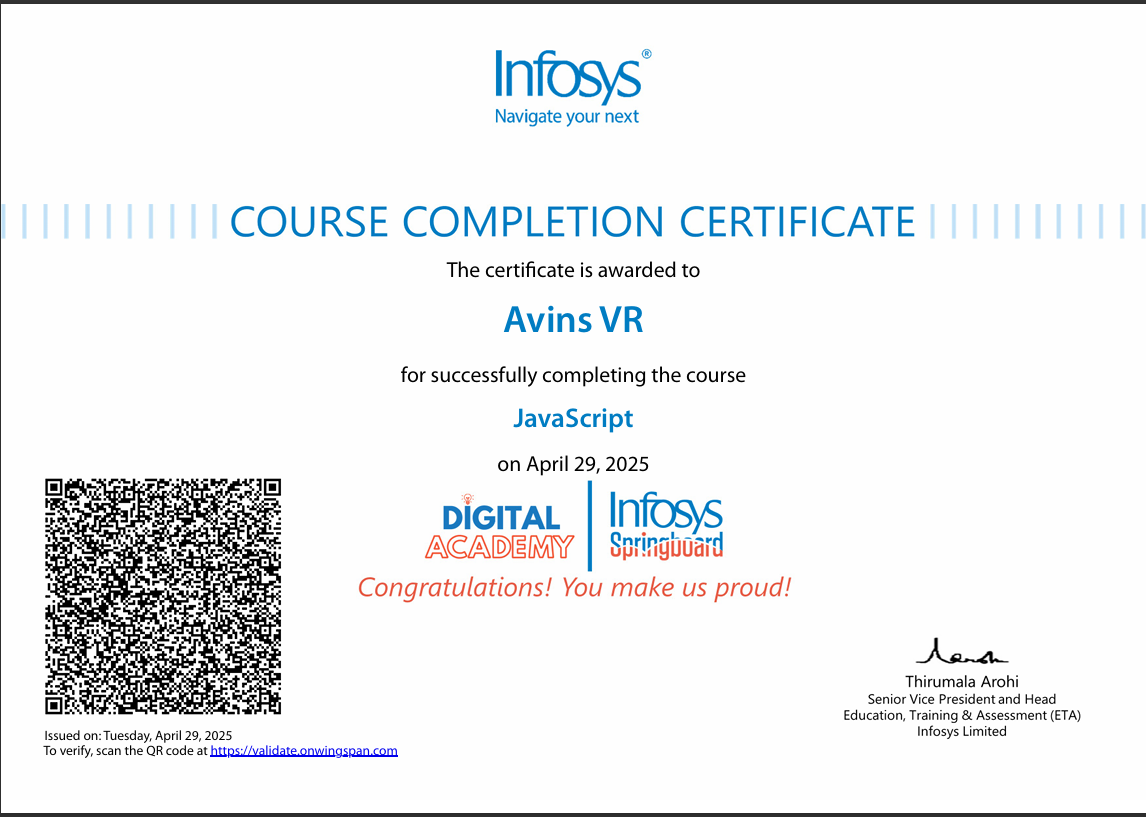 Infosys®
Navigate your next
COURSE COMPLETION CERTIFICATE
The certificate is awarded to
Avins VR
for successfully completing the course
JavaScript
on April 29, 2025
DIGITAL
ACADEMY
Infosys
Springboard
Congratulations! You make us proud!
Thirumala Arohi
Senior Vice President and Head
Education, Training & Assessment (ETA)
Infosys Limited
Issued on: Tuesday, April 29, 2025
To verify, scan the QR code at https://validate.onwingspan.com